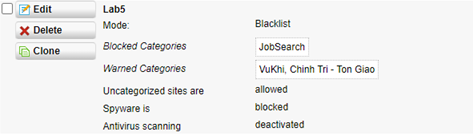 Edit Lab5
Delete Mode: Blacklist
Clone Blocked Categories JobSearch
Warned Categories VuKhi, Chinh Tri - Ton Giao
Uncategorized sites are allowed
Spyware is blocked
Antivirus scanning deactivated